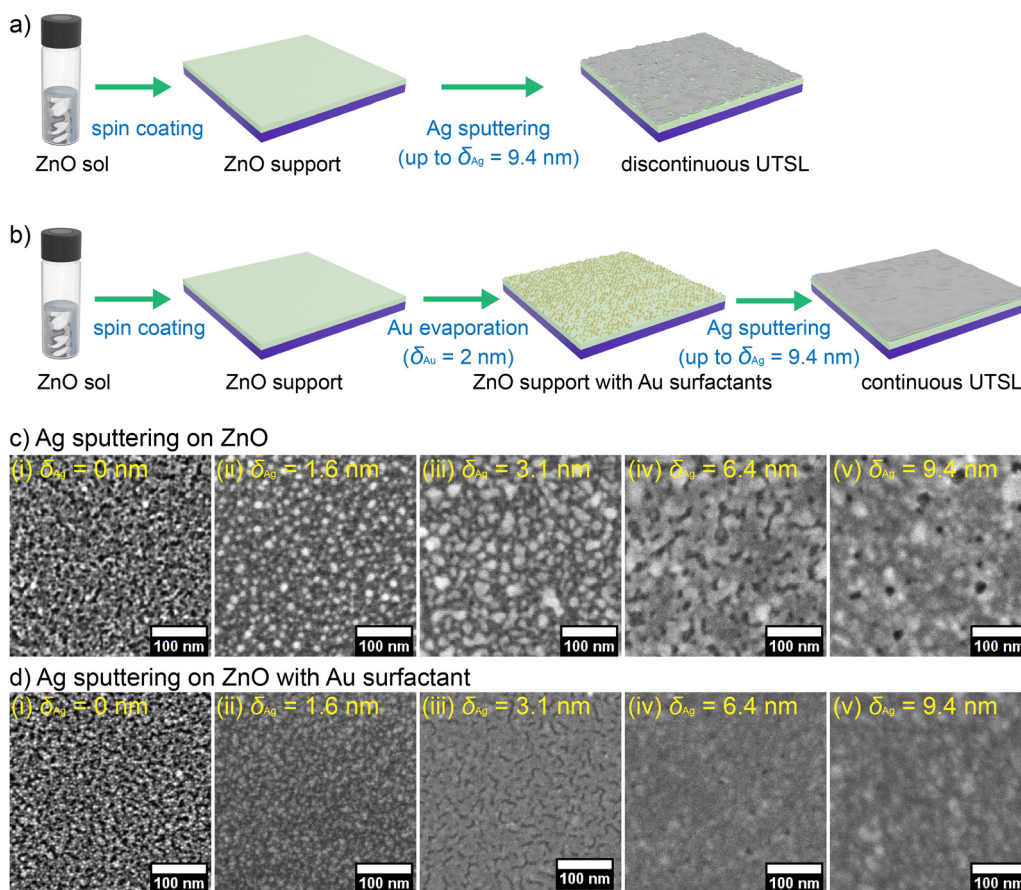 a)
spin coating
Ag sputtering
(up to δAg = 9.4 nm)
ZnO sol
ZnO support
discontinuous UTSL
b)
spin coating
Au evaporation
(δAu = 2 nm)
Ag sputtering
(up to δAg = 9.4 nm)
ZnO sol
ZnO support
ZnO support with Au surfactants
continuous UTSL
c) Ag sputtering on ZnO
(i) δAg = 0 nm
(ii) δAg = 1.6 nm
(iii) δAg = 3.1 nm
(iv) δAg = 6.4 nm
(v) δAg = 9.4 nm
100 nm
100 nm
100 nm
100 nm
100 nm
d) Ag sputtering on ZnO with Au surfactant
(i) δAg = 0 nm
(ii) δAg = 1.6 nm
(iii) δAg = 3.1 nm
(iv) δAg = 6.4 nm
(v) δAg = 9.4 nm
100 nm
100 nm
100 nm
100 nm
100 nm